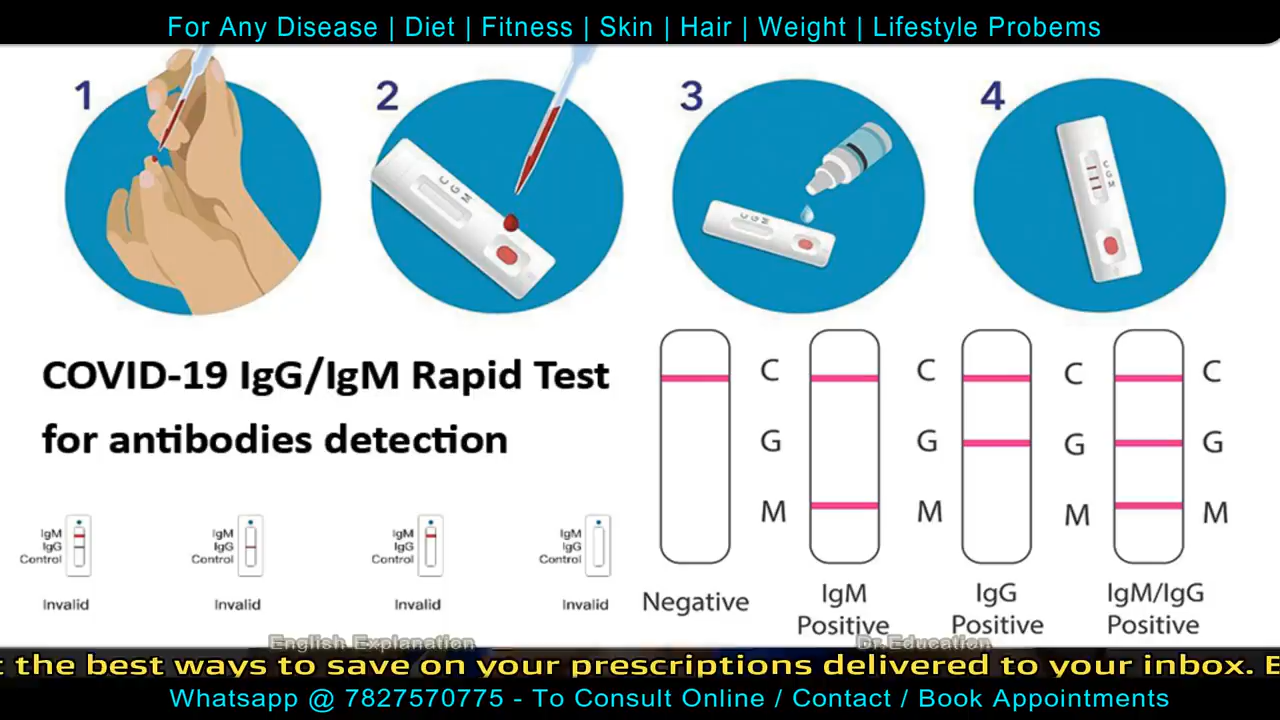 For Any Disease | Diet | Fitness | Skin | Hair | Weight | Lifestyle Probems
1
2
3
4
C G M
C G M
C
G
M
COVID-19 IgG/IgM Rapid Test
for antibodies detection
C
G
M
C
G
M
C
G
M
C
G
M
Negative
IgM
Positive
IgG
Positive
IgM/IgG
Positive
IgM
IgG
Control
Invalid
IgM
IgG
Control
Invalid
IgM
IgG
Control
Invalid
IgM
IgG
Control
Invalid
English Explanation
Dr.Education
the best ways to save on your prescriptions delivered to your inbox.
Whatsapp @ 7827570775 - To Consult Online / Contact / Book Appointments